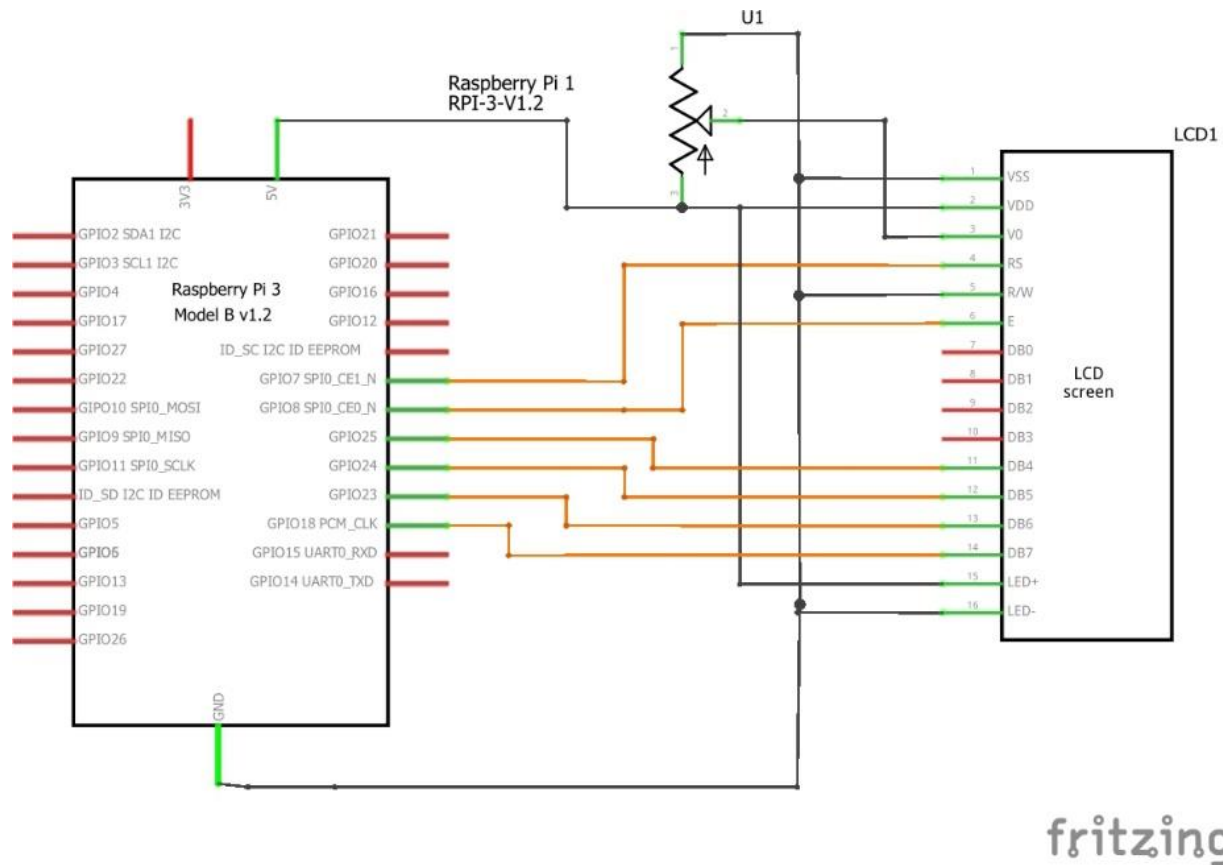 U1
Raspberry Pi 1
RPI-3-V1.2
LCD1
1
2
3
3V3
5V
GPIO2 SDA1 I2C
GPIO3 SCL1 I2C
GPIO4
GPIO17
GPIO27
GPIO22
GIPO10 SPI0_MOSI
GPIO9 SPI0_MISO
GPIO11 SPI0_SCLK
ID_SD I2C ID EEPROM
GPIO5
GPIO6
GPIO13
GPIO19
GPIO26
Raspberry Pi 3
Model B v1.2
GPIO21
GPIO20
GPIO16
GPIO12
ID_SC I2C ID EEPROM
GPIO7 SPI0_CE1_N
GPIO8 SPI0_CE0_N
GPIO25
GPIO24
GPIO23
GPIO18 PCM_CLK
GPIO15 UART0_RXD
GPIO14 UART0_TXD
GND
1 VSS
2 VDD
3 V0
4 RS
5 R/W
6 E
7 DB0
8 DB1
9 DB2
10 DB3
11 DB4
12 DB5
13 DB6
14 DB7
15 LED+
16 LED-
LCD
screen
fritzing